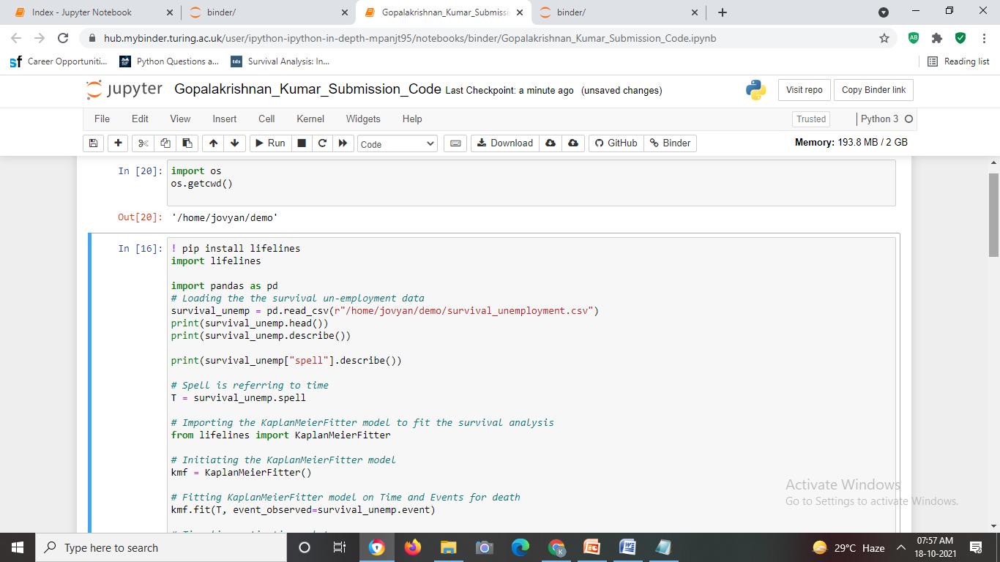 Index - Jupyter Notebook
binder/
Gopalakrishnan_Kumar_Submissi
binder/
hub.mybinder.turing.ac.uk/user/ipython-ipython-in-depth-mpanjt95/notebooks/binder/Gopalakrishnan_Kumar_Submission_Code.ipynb
AB
sf Career Opportuniti...
SF Python Questions a...
tds Survival Analysis: In...
Reading list
jupyter Gopalakrishnan_Kumar_Submission_Code Last Checkpoint: a minute ago (unsaved changes)
Visit repo
Copy Binder link
File Edit View Insert Cell Kernel Widgets Help
Trusted
Python 3
Run
Code
Download
GitHub
Binder
Memory: 193.8 MB / 2 GB
In [20]: import os
os.getcwd()
Out[20]: '/home/jovyan/demo'
In [16]: ! pip install lifelines
import lifelines
import pandas as pd
# Loading the the survival un-employment data
survival_unemp = pd.read_csv(r"/home/jovyan/demo/survival_unemployment.csv")
print(survival_unemp.head())
print(survival_unemp.describe())
print(survival_unemp["spell"].describe())
# Spell is referring to time
T = survival_unemp.spell
# Importing the KaplanMeierFitter model to fit the survival analysis
from lifelines import KaplanMeierFitter
# Initiating the KaplanMeierFitter model
kmf = KaplanMeierFitter()
# Fitting KaplanMeierFitter model on Time and Events for death
kmf.fit(T, event_observed=survival_unemp.event)
Activate Windows
Go to Settings to activate Windows.
Type here to search
K
29°C Haze
07:57 AM
18-10-2021